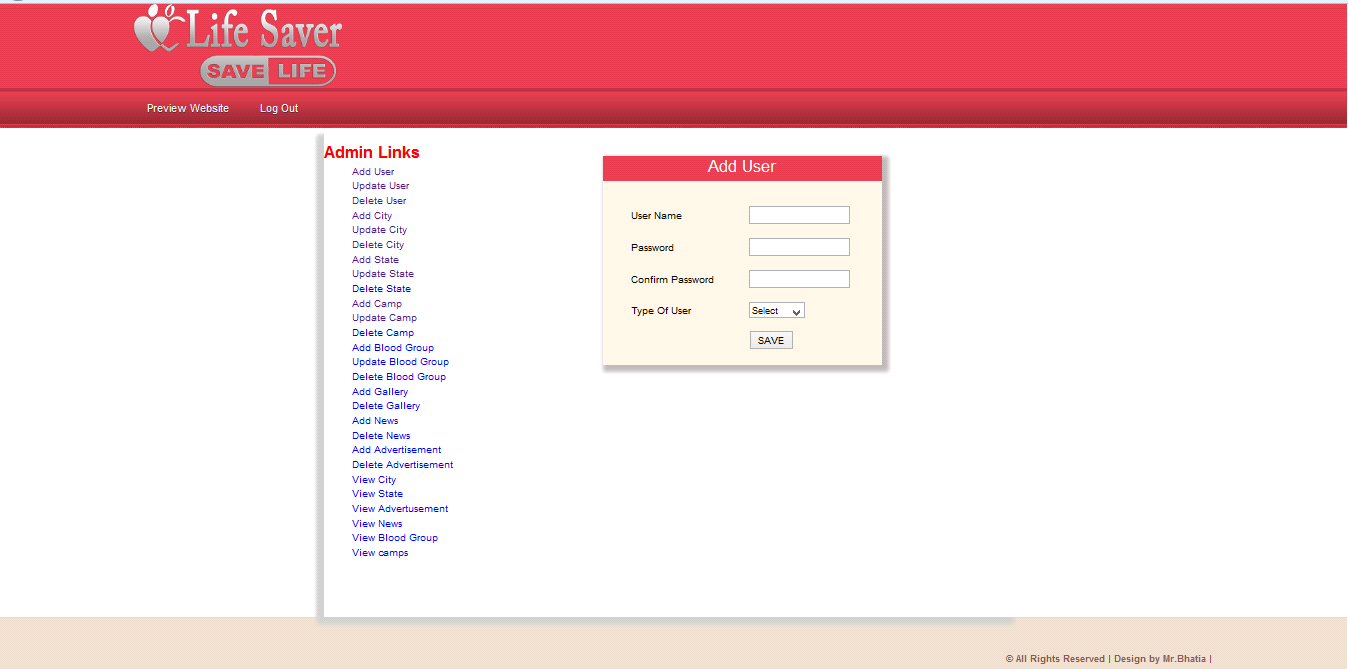 Life Saver
SAVE LIFE
Preview Website Log Out
Admin Links
Add User
Update User
Delete User
Add City
Update City
Delete City
Add State
Update State
Delete State
Add Camp
Update Camp
Delete Camp
Add Blood Group
Update Blood Group
Delete Blood Group
Add Gallery
Delete Gallery
Add News
Delete News
Add Advertisement
Delete Advertisement
View City
View State
View Advertusement
View News
View Blood Group
View camps
Add User
User Name
Password
Confirm Password
Type Of User Select
SAVE
© All Rights Reserved | Design by Mr.Bhatia |